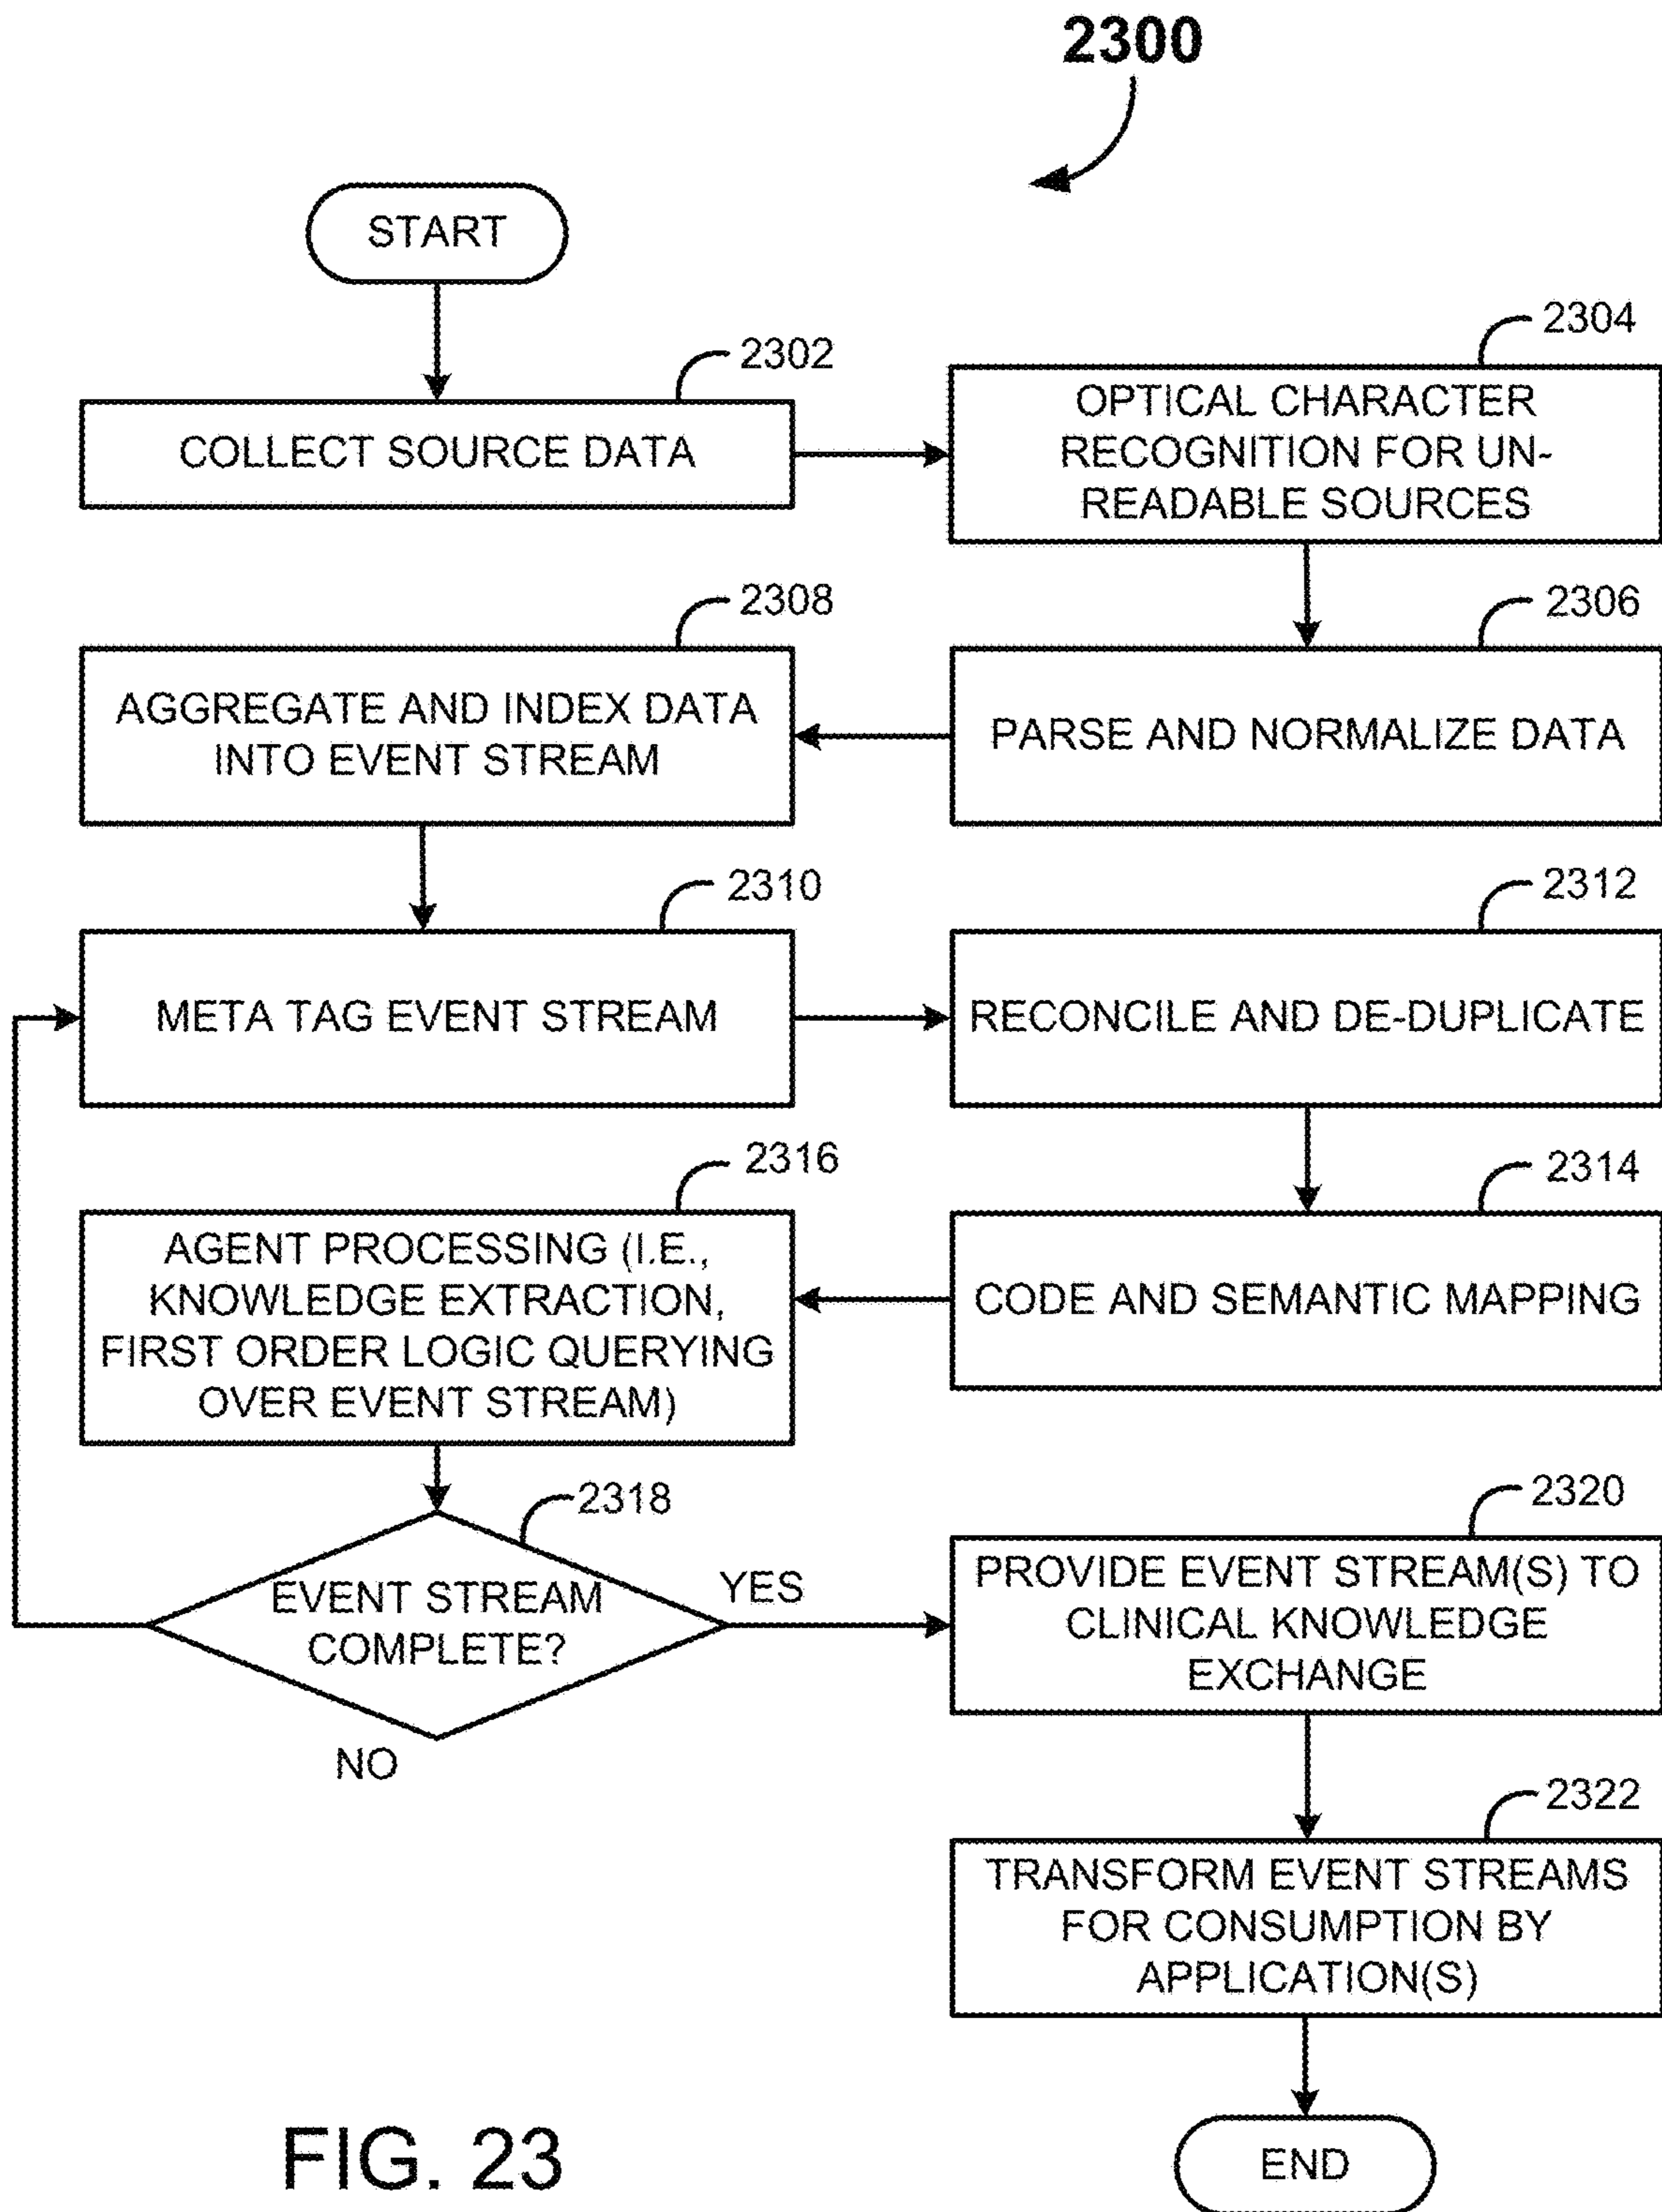 2300
START
2302
COLLECT SOURCE DATA
2304
OPTICAL CHARACTER
RECOGNITION FOR UN-
READABLE SOURCES
2306
PARSE AND NORMALIZE DATA
2308
AGGREGATE AND INDEX DATA
INTO EVENT STREAM
2310
META TAG EVENT STREAM
2312
RECONCILE AND DE-DUPLICATE
2314
CODE AND SEMANTIC MAPPING
2316
AGENT PROCESSING (I.E.,
KNOWLEDGE EXTRACTION,
FIRST ORDER LOGIC QUERYING
OVER EVENT STREAM)
2318
EVENT STREAM
COMPLETE?
YES
NO
2320
PROVIDE EVENT STREAM(S) TO
CLINICAL KNOWLEDGE
EXCHANGE
2322
TRANSFORM EVENT STREAMS
FOR CONSUMPTION BY
APPLICATION(S)
END
FIG. 23